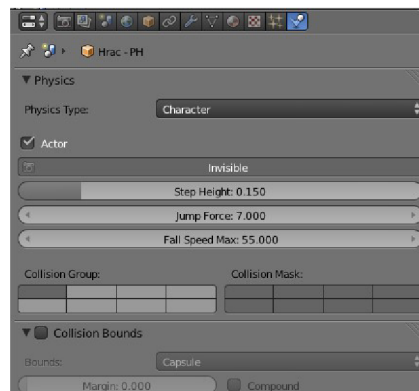 Hrac - PH
Physics
Physics Type: Character
Actor
Invisible
Step Height: 0.150
Jump Force: 7.000
Fall Speed Max: 55.000
Collision Group: Collision Mask:
Collision Bounds
Bounds: Capsule
Margin: 0.000 Compound